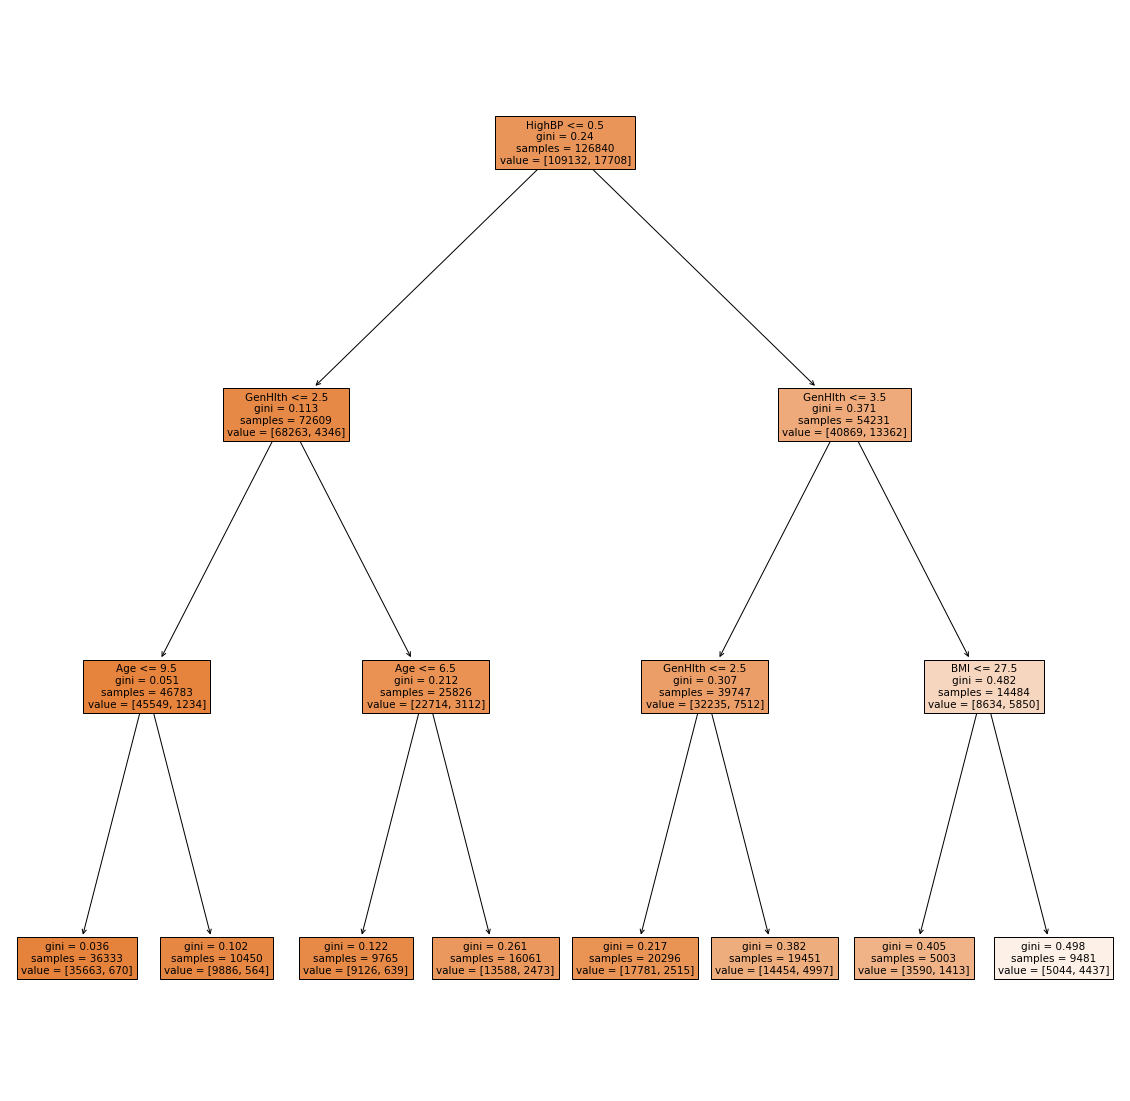 HighBP <= 0.5
gini = 0.24
samples = 126840
value = [109132, 17708]
GenHlth <= 2.5
gini = 0.113
samples = 72609
value = [68263, 4346]
GenHlth <= 3.5
gini = 0.371
samples = 54231
value = [40869, 13362]
Age <= 9.5
gini = 0.051
samples = 46783
value = [45549, 1234]
Age <= 6.5
gini = 0.212
samples = 25826
value = [22714, 3112]
GenHlth <= 2.5
gini = 0.307
samples = 39747
value = [32235, 7512]
BMI <= 27.5
gini = 0.482
samples = 14484
value = [8634, 5850]
gini = 0.036
samples = 36333
value = [35663, 670]
gini = 0.102
samples = 10450
value = [9886, 564]
gini = 0.122
samples = 9765
value = [9126, 639]
gini = 0.261
samples = 16061
value = [13588, 2473]
gini = 0.217
samples = 20296
value = [17781, 2515]
gini = 0.382
samples = 19451
value = [14454, 4997]
gini = 0.405
samples = 5003
value = [3590, 1413]
gini = 0.498
samples = 9481
value = [5044, 4437]